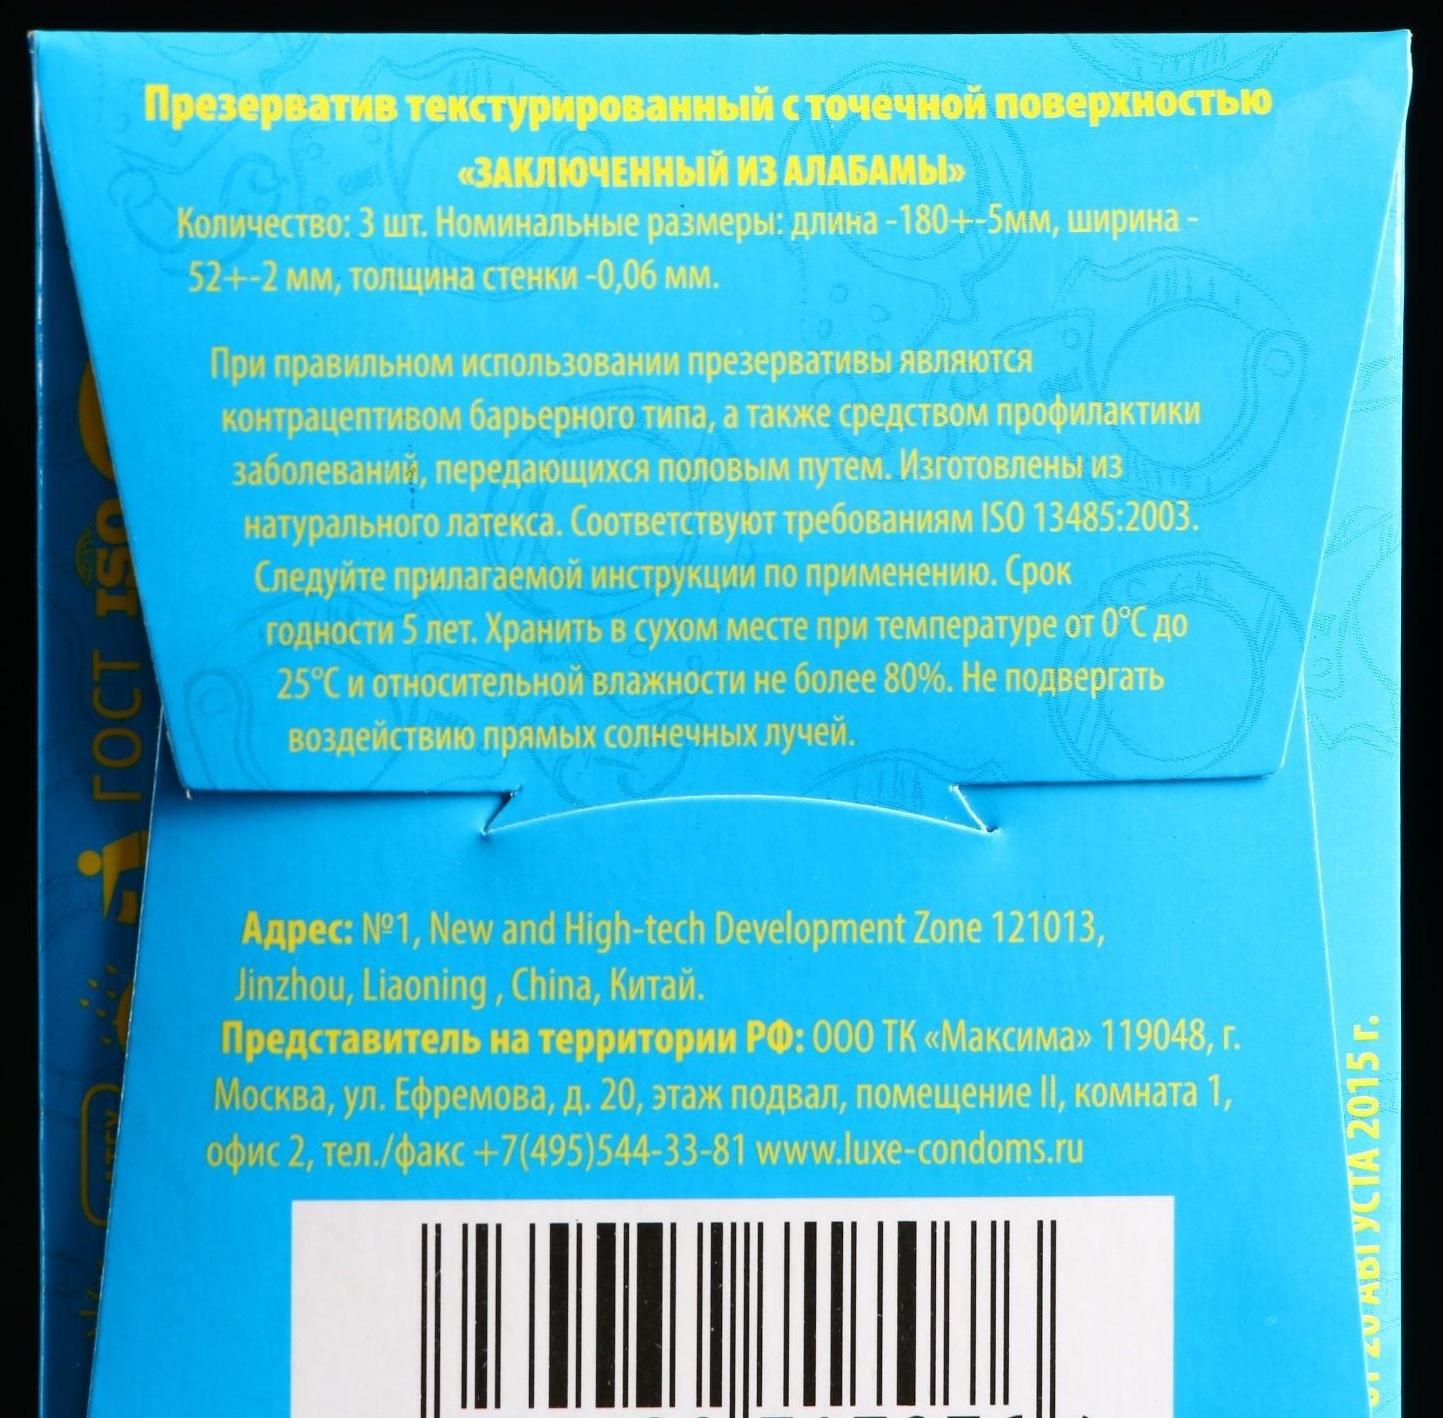 Презерватив текстурированный с точечной поверхностью
«ЗАКЛЮЧЕННЫЙ ИЗ АЛАБАМЫ»
Количество: 3 шт. Номинальные размеры: длина -180+-5мм, ширина -
52+-2 мм, толщина стенки -0,06 мм.
При правильном использовании презервативы являются
контрацептивом барьерного типа, а также средством профилактики
заболеваний, передающихся половым путем. Изготовлены из
натурального латекса. Соответствуют требованиям ISO 13485:2003.
Следуйте прилагаемой инструкции по применению. Срок
годности 5 лет. Хранить в сухом месте при температуре от 0°C до
25°C и относительной влажности не более 80%. Не подвергать
воздействию прямых солнечных лучей.
Адрес: №1, New and High-tech Development Zone 121013,
Jinzhou, Liaoning , China, Китай.
Представитель на территории РФ: ООО ТК «Максима» 119048, г.
Москва, ул. Ефремова, д. 20, этаж подвал, помещение II, комната 1,
офис 2, тел./факс +7(495)544-33-81 www.luxe-condoms.ru
ISO
ГОСТ
20 АВГУСТА 2015 г.